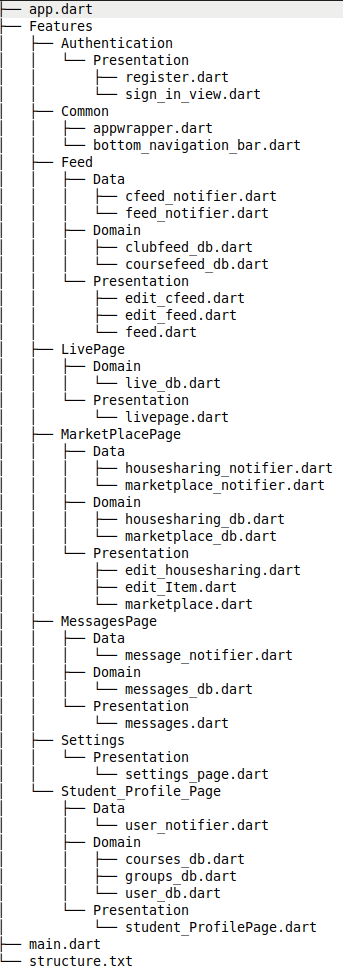 ├── app.dart
├── Features
│   ├── Authentication
│   │   └── Presentation
│   │       ├── register.dart
│   │       └── sign_in_view.dart
│   ├── Common
│   │   ├── appwrapper.dart
│   │   └── bottom_navigation_bar.dart
│   ├── Feed
│   │   ├── Data
│   │   │   ├── cfeed_notifier.dart
│   │   │   └── feed_notifier.dart
│   │   ├── Domain
│   │   │   ├── clubfeed_db.dart
│   │   │   └── coursefeed_db.dart
│   │   └── Presentation
│   │       ├── edit_cfeed.dart
│   │       ├── edit_feed.dart
│   │       └── feed.dart
│   ├── LivePage
│   │   ├── Domain
│   │   │   └── live_db.dart
│   │   └── Presentation
│   │       └── livepage.dart
│   ├── MarketPlacePage
│   │   ├── Data
│   │   │   ├── housesharing_notifier.dart
│   │   │   └── marketplace_notifier.dart
│   │   ├── Domain
│   │   │   ├── housesharing_db.dart
│   │   │   └── marketplace_db.dart
│   │   └── Presentation
│   │       ├── edit_housesharing.dart
│   │       ├── edit_Item.dart
│   │       └── marketplace.dart
│   ├── MessagesPage
│   │   ├── Data
│   │   │   └── message_notifier.dart
│   │   ├── Domain
│   │   │   └── messages_db.dart
│   │   └── Presentation
│   │       └── messages.dart
│   ├── Settings
│   │   └── Presentation
│   │       └── settings_page.dart
│   └── Student_Profile_Page
│       ├── Data
│       │   └── user_notifier.dart
│       ├── Domain
│       │   ├── courses_db.dart
│       │   ├── groups_db.dart
│       │   └── user_db.dart
│       └── Presentation
│           └── student_ProfilePage.dart
├── main.dart
└── structure.txt